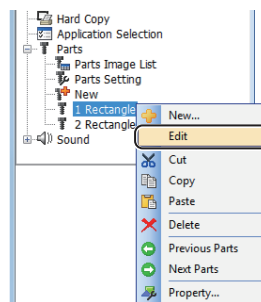 Hard Copy
Application Selection
Parts
Parts Image List
Parts Setting
New
1 Rectangle
2 Rectangle
Sound
New...
Edit
Cut
Copy
Paste
Delete
Previous Parts
Next Parts
Property...